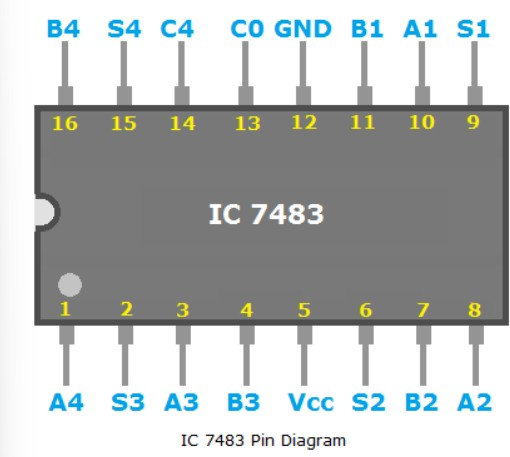 B4 S4 C4 C0 GND B1 A1 S1
16 15 14 13 12 11 10 9
IC 7483
1 2 3 4 5 6 7 8
A4 S3 A3 B3 Vcc S2 B2 A2
IC 7483 Pin Diagram